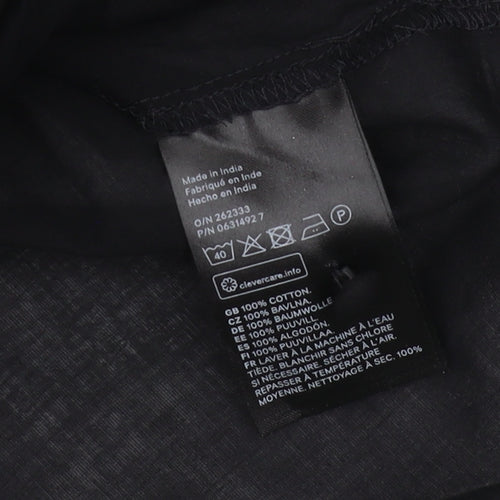 Made in India
Fabriqué en Inde
Hecho en India
O/N 262333
P/N 0631492 7
40 P
clevercare.info
GB 100% COTTON.
CZ 100% BAVLNA.
DE 100% BAUMWOLLE
EE 100% PUUVILL.
ES 100% ALGODÓN.
FI 100% PUUVILLAA.
FR LAVER À LA MACHINE À L'EAU
TIÈDE. BLANCHIR SANS CHLORE
SI NÉCESSAIRE. SÉCHER À L'AIR.
REPASSER À TEMPÉRATURE
MOYENNE. NETTOYAGE À SEC. 100%